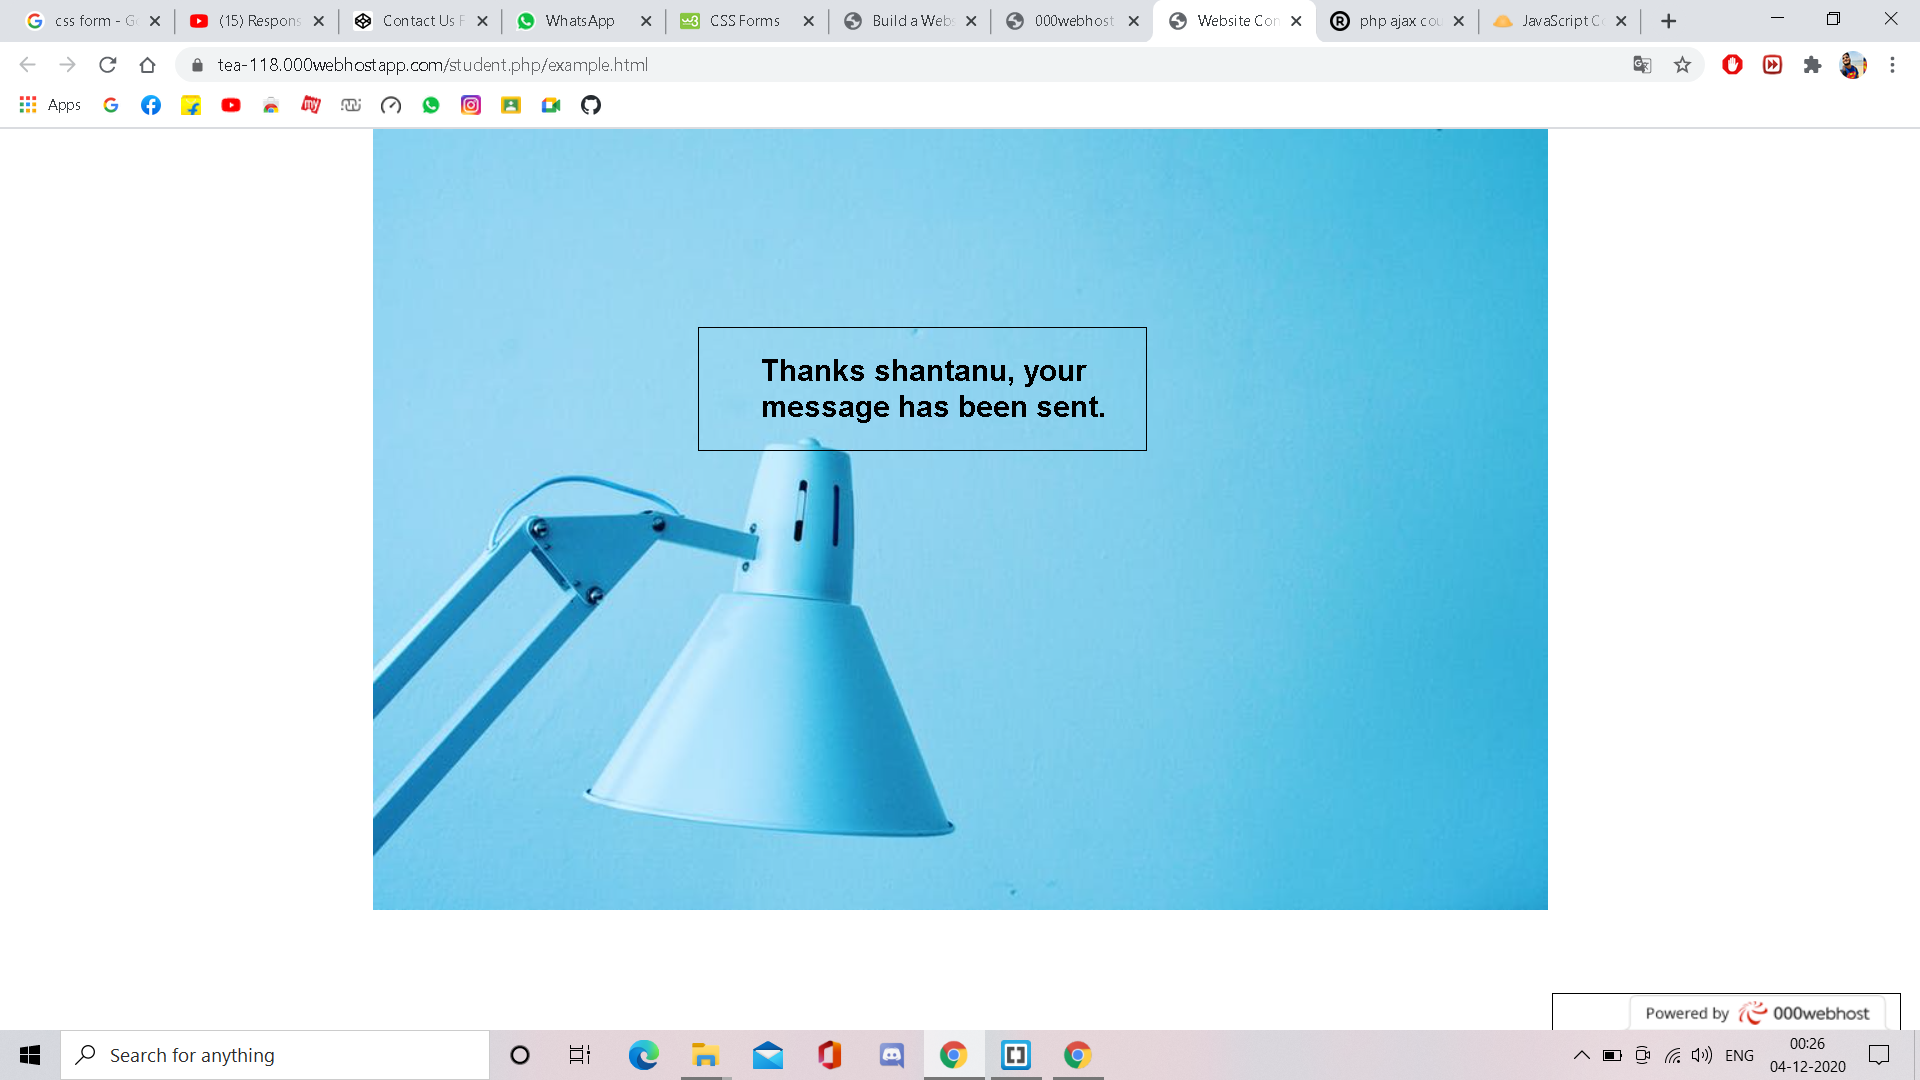 css form - G
(15) Respons
Contact Us F
WhatsApp
CSS Forms
Build a Webs
000webhost
Website Con
php ajax cou
JavaScript C
tea-118.000webhostapp.com/student.php/example.html
Apps
Thanks shantanu, your
message has been sent.
Powered by 000webhost
Search for anything
ENG
00:26
04-12-2020